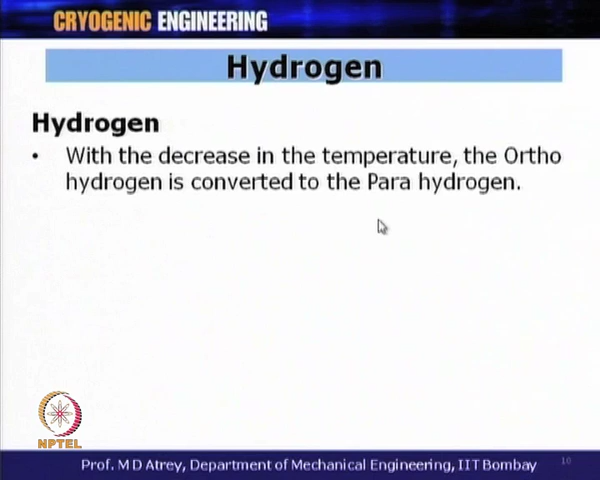 CRYOGENIC ENGINEERING
Hydrogen
Hydrogen
• With the decrease in the temperature, the Ortho
hydrogen is converted to the Para hydrogen.
NPTEL
Prof. M D Atrey, Department of Mechanical Engineering, IIT Bombay
10